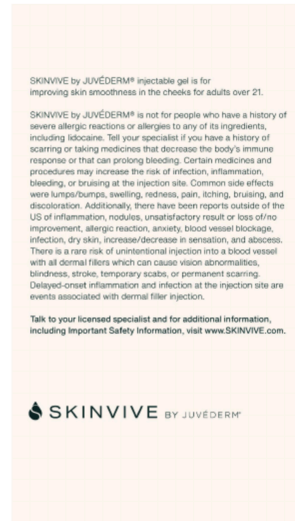 SKINVIVE by JUVÉDERM® injectable gel is for
improving skin smoothness in the cheeks for adults over 21.
SKINVIVE by JUVÉDERM® is not for people who have a history of
severe allergic reactions or allergies to any of its ingredients,
including lidocaine. Tell your specialist if you have a history of
scarring or taking medicines that decrease the body's immune
response or that can prolong bleeding. Certain medicines and
procedures may increase the risk of infection, inflammation,
bleeding, or bruising at the injection site. Common side effects
were lumps/bumps, swelling, redness, pain, itching, bruising, and
discoloration. Additionally, there have been reports outside of the
US of inflammation, nodules, unsatisfactory result or loss of/no
improvement, allergic reaction, anxiety, blood vessel blockage,
infection, dry skin, increase/decrease in sensation, and abscess.
There is a rare risk of unintentional injection into a blood vessel
with all dermal fillers which can cause vision abnormalities,
blindness, stroke, temporary scabs, or permanent scarring.
Delayed-onset inflammation and infection at the injection site are
events associated with dermal filler injection.
Talk to your licensed specialist and for additional information,
including Important Safety Information, visit www.SKINVIVE.com.
SKINVIVE BY JUVÉDERM®